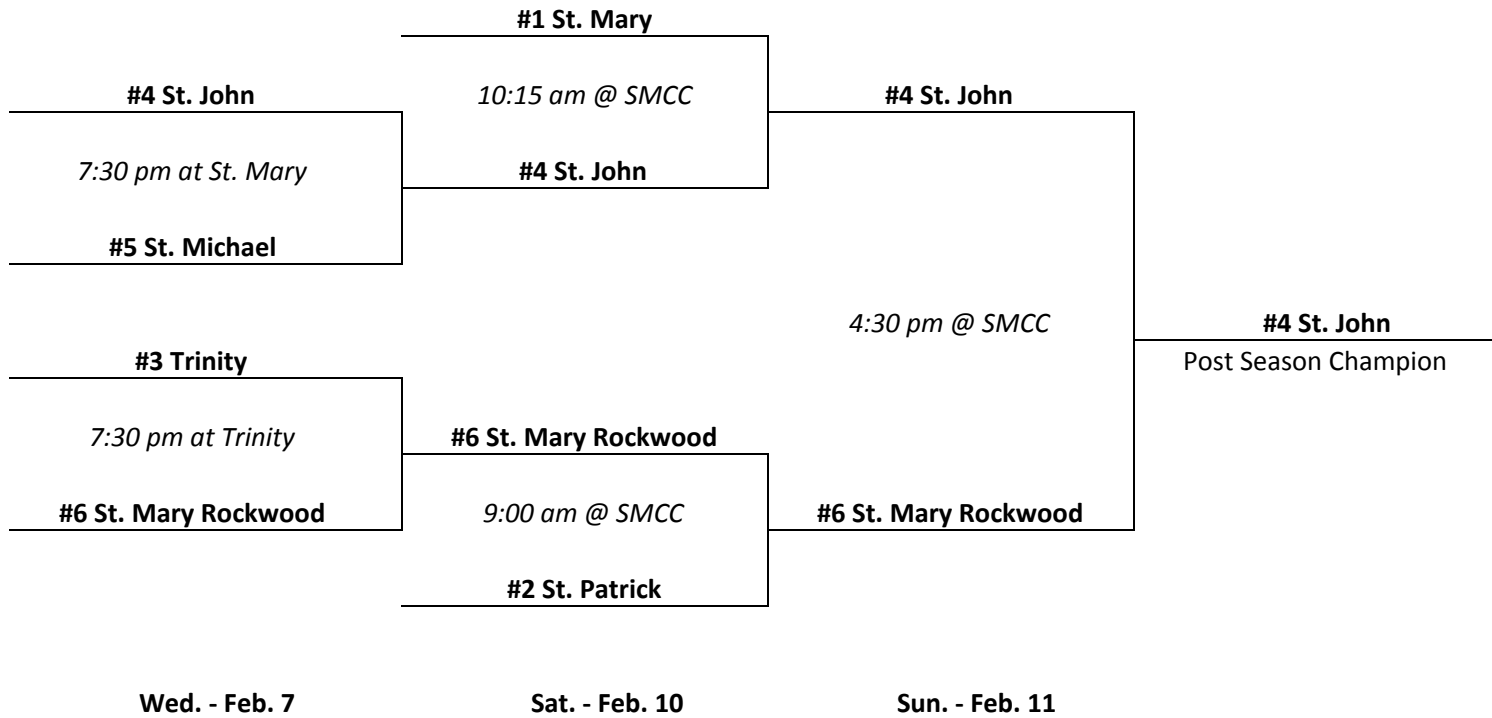 #1 St. Mary
#4 St. John
10:15 am @ SMCC
#4 St. John
7:30 pm at St. Mary
#4 St. John
#5 St. Michael
4:30 pm @ SMCC
#4 St. John
#3 Trinity
Post Season Champion
7:30 pm at Trinity
#6 St. Mary Rockwood
#6 St. Mary Rockwood
9:00 am @ SMCC
#6 St. Mary Rockwood
#2 St. Patrick
Wed. - Feb. 7
Sat. - Feb. 10
Sun. - Feb. 11